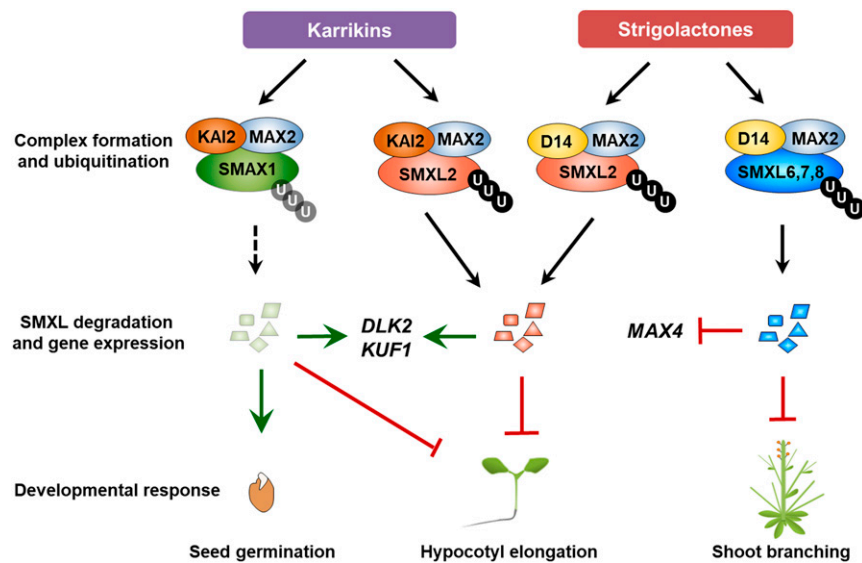 Karrikins
Strigolactones
Complex formation
and ubiquitination
KAI2 MAX2
SMAX1
U U U
KAI2 MAX2
SMXL2
U U U
D14 MAX2
SMXL2
U U U
D14 MAX2
SMXL6,7,8
U U U
SMXL degradation
and gene expression
DLK2
KUF1
MAX4
Developmental response
Seed germination
Hypocotyl elongation
Shoot branching